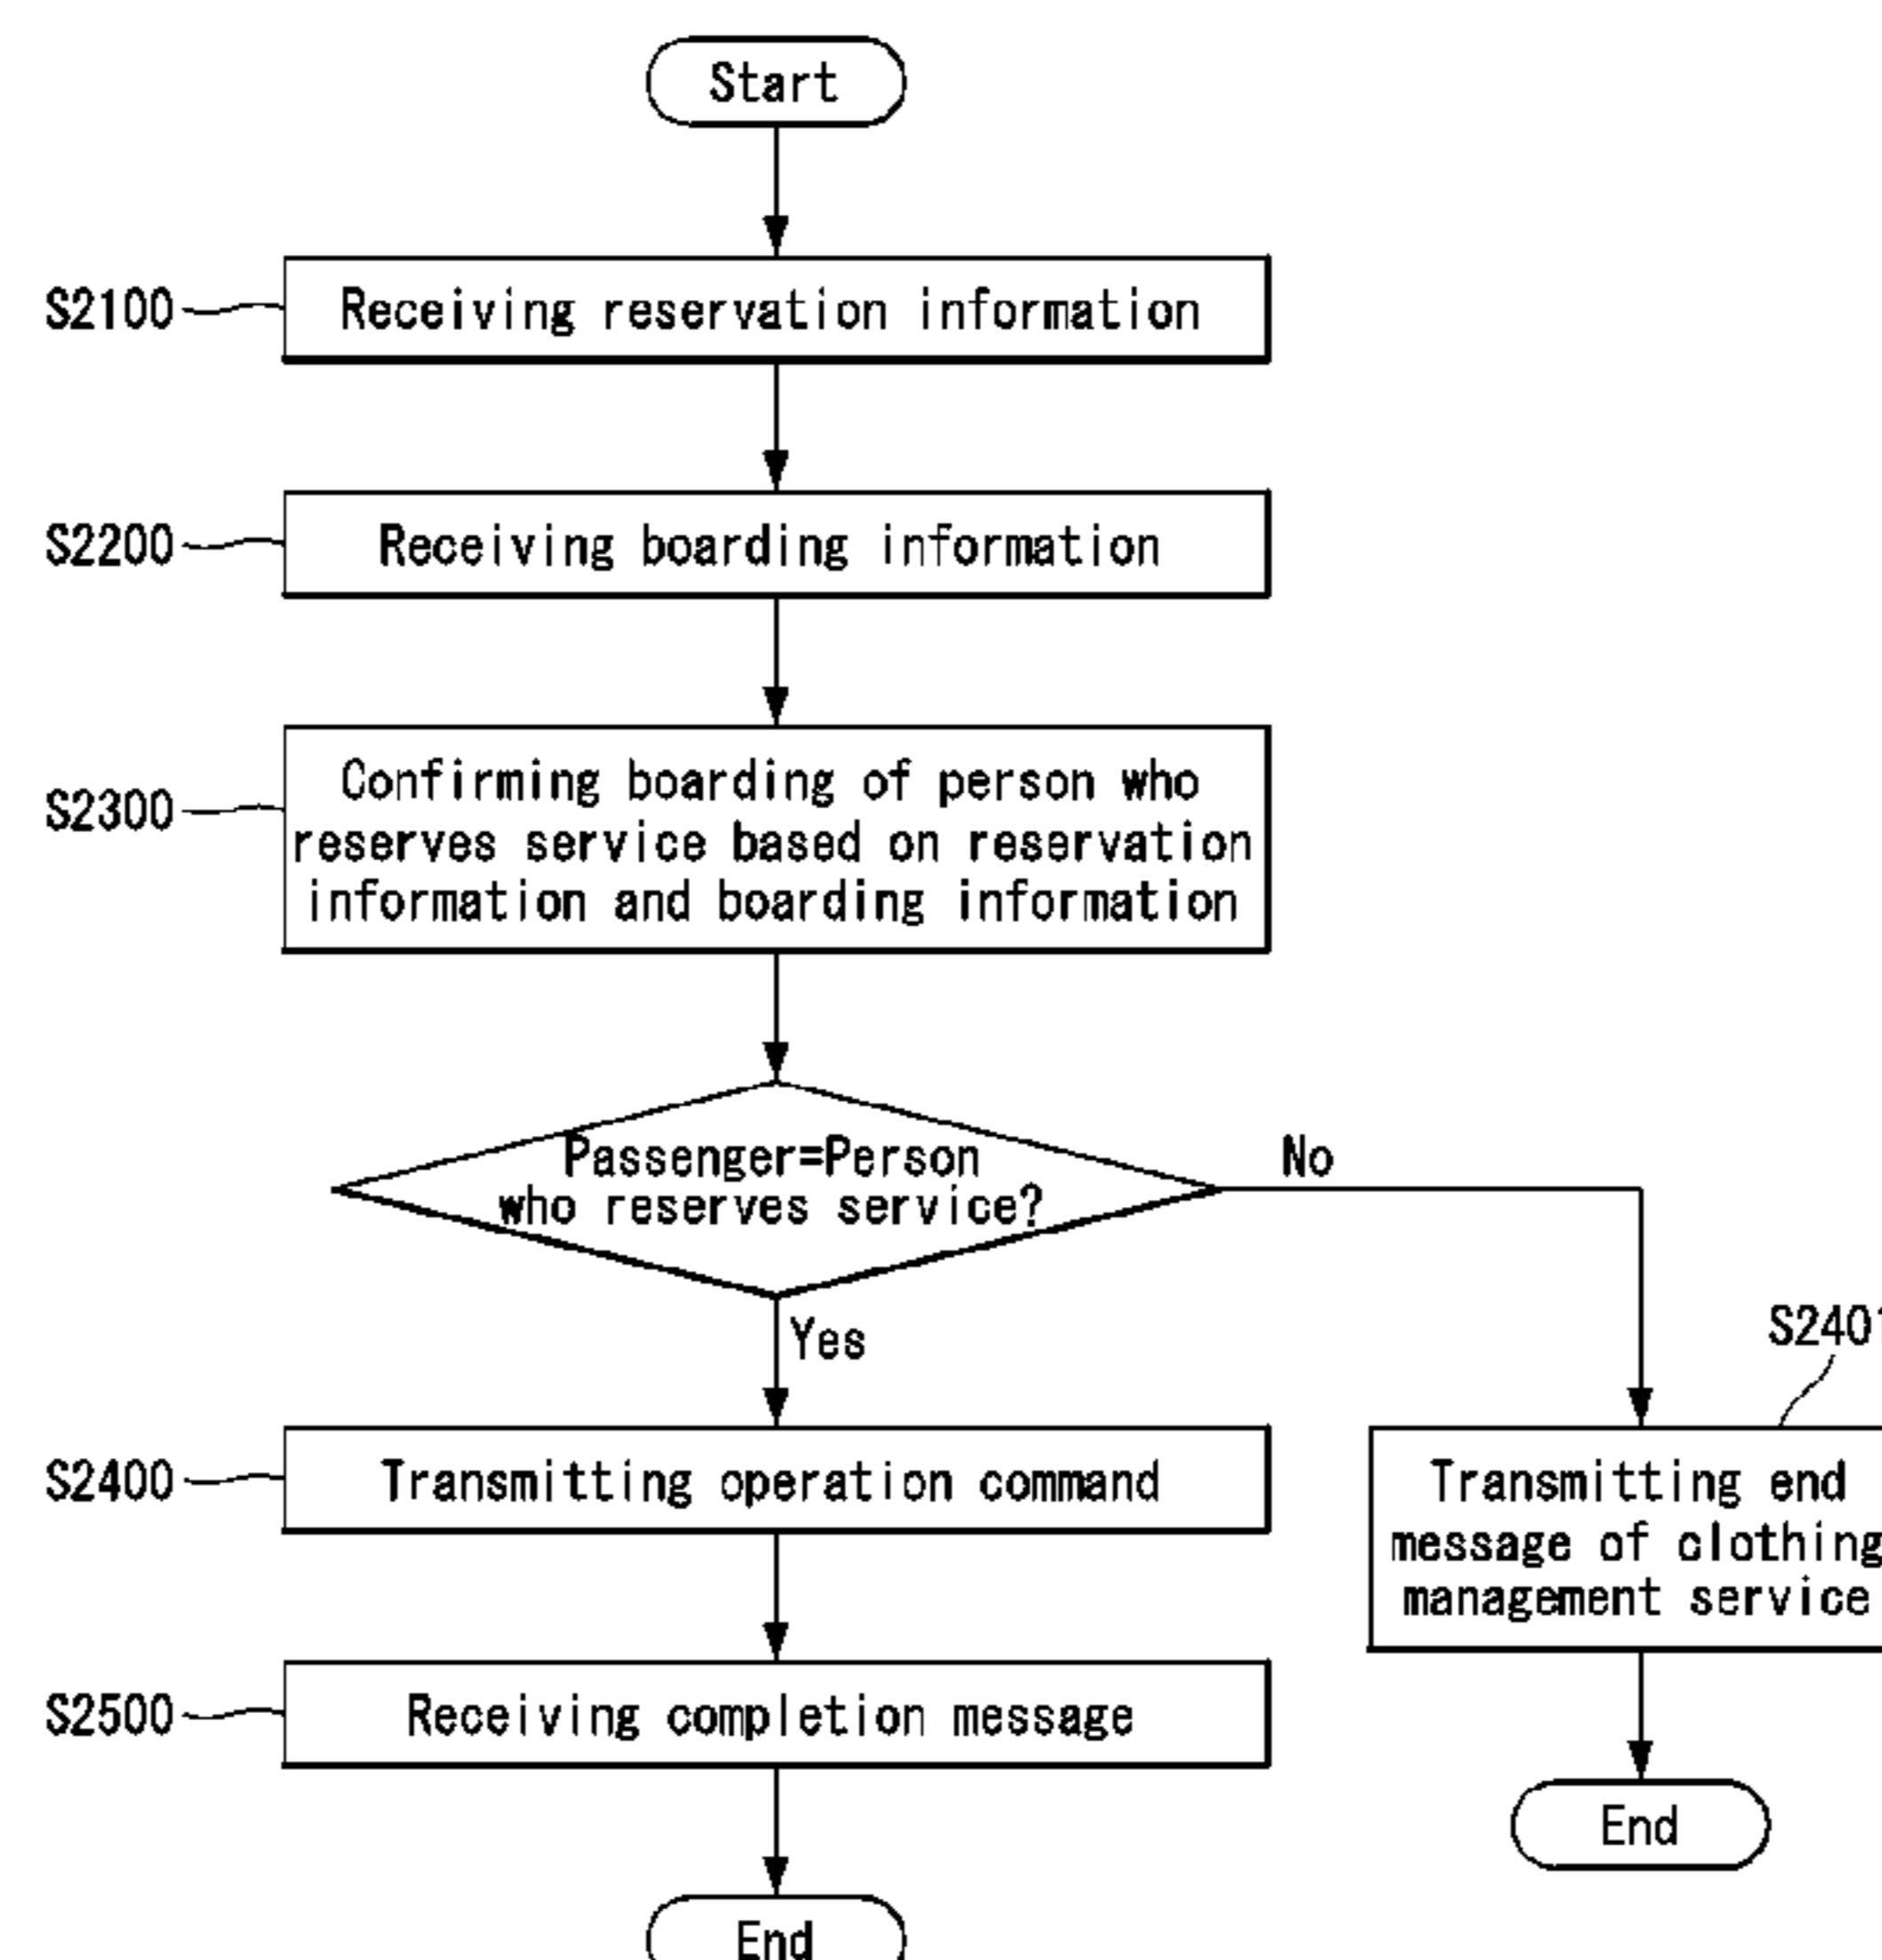 Start
S2100
Receiving reservation information
S2200
Receiving boarding information
S2300
Confirming boarding of person who
reserves service based on reservation
information and boarding information
Passenger=Person
who reserves service?
No
Yes
S2401
S2400
Transmitting operation command
Transmitting end
message of clothing
management service
S2500
Receiving completion message
End
End